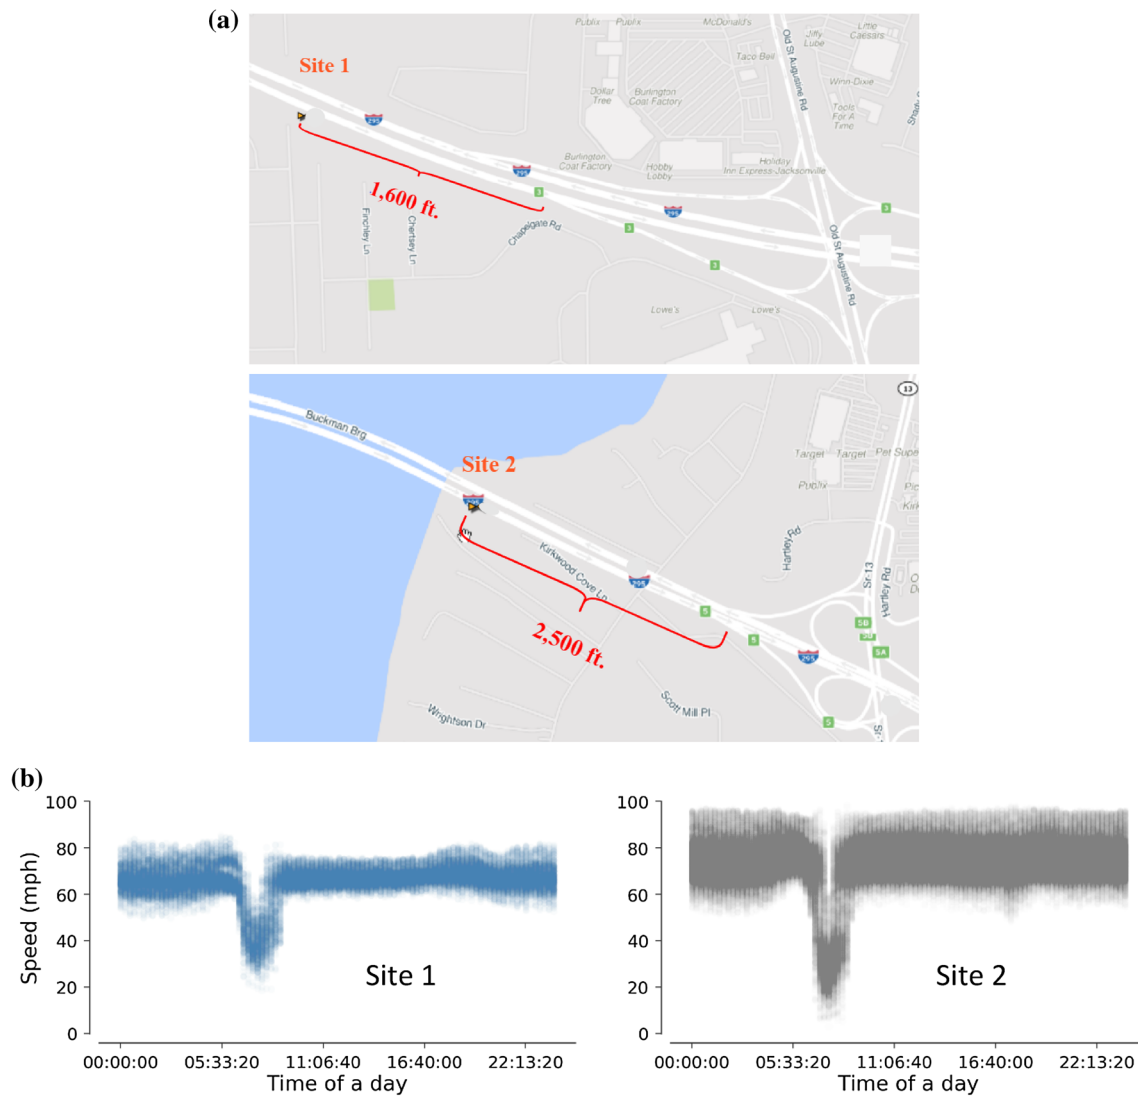 (a)
Publix Publix
McDonald's
Site 1
Taco Bell
Old St Augustine Rd
Jiffy
Lube
Little
Caesars
Winn-Dixie
Dollar
Tree
Burlington
Coat Factory
Tools
For A
Time
295
Burlington
Coat Factory
Hobby
Lobby
Holiday
Inn Express-Jacksonville
295
3
295
3
1,600 ft.
Finchley Ln
Chertsey Ln
Chapelgate Rd
3
Old St Augustine Rd
3
Lowe's
Lowe's
13
Buckman Brg
Site 2
Target Target
Publix
Hartley Rd
Kirkwood Cove Ln
295
Sr-13
Hartley Rd
5
5B
5
5A
2,500 ft.
295
Scott Mill Pl
Wrightson Dr
5
(b)
100
80
60
40
20
0
Speed (mph)
Site 1
00:00:00 05:33:20 11:06:40 16:40:00 22:13:20
Time of a day
100
80
60
40
20
0
Site 2
00:00:00 05:33:20 11:06:40 16:40:00 22:13:20
Time of a day